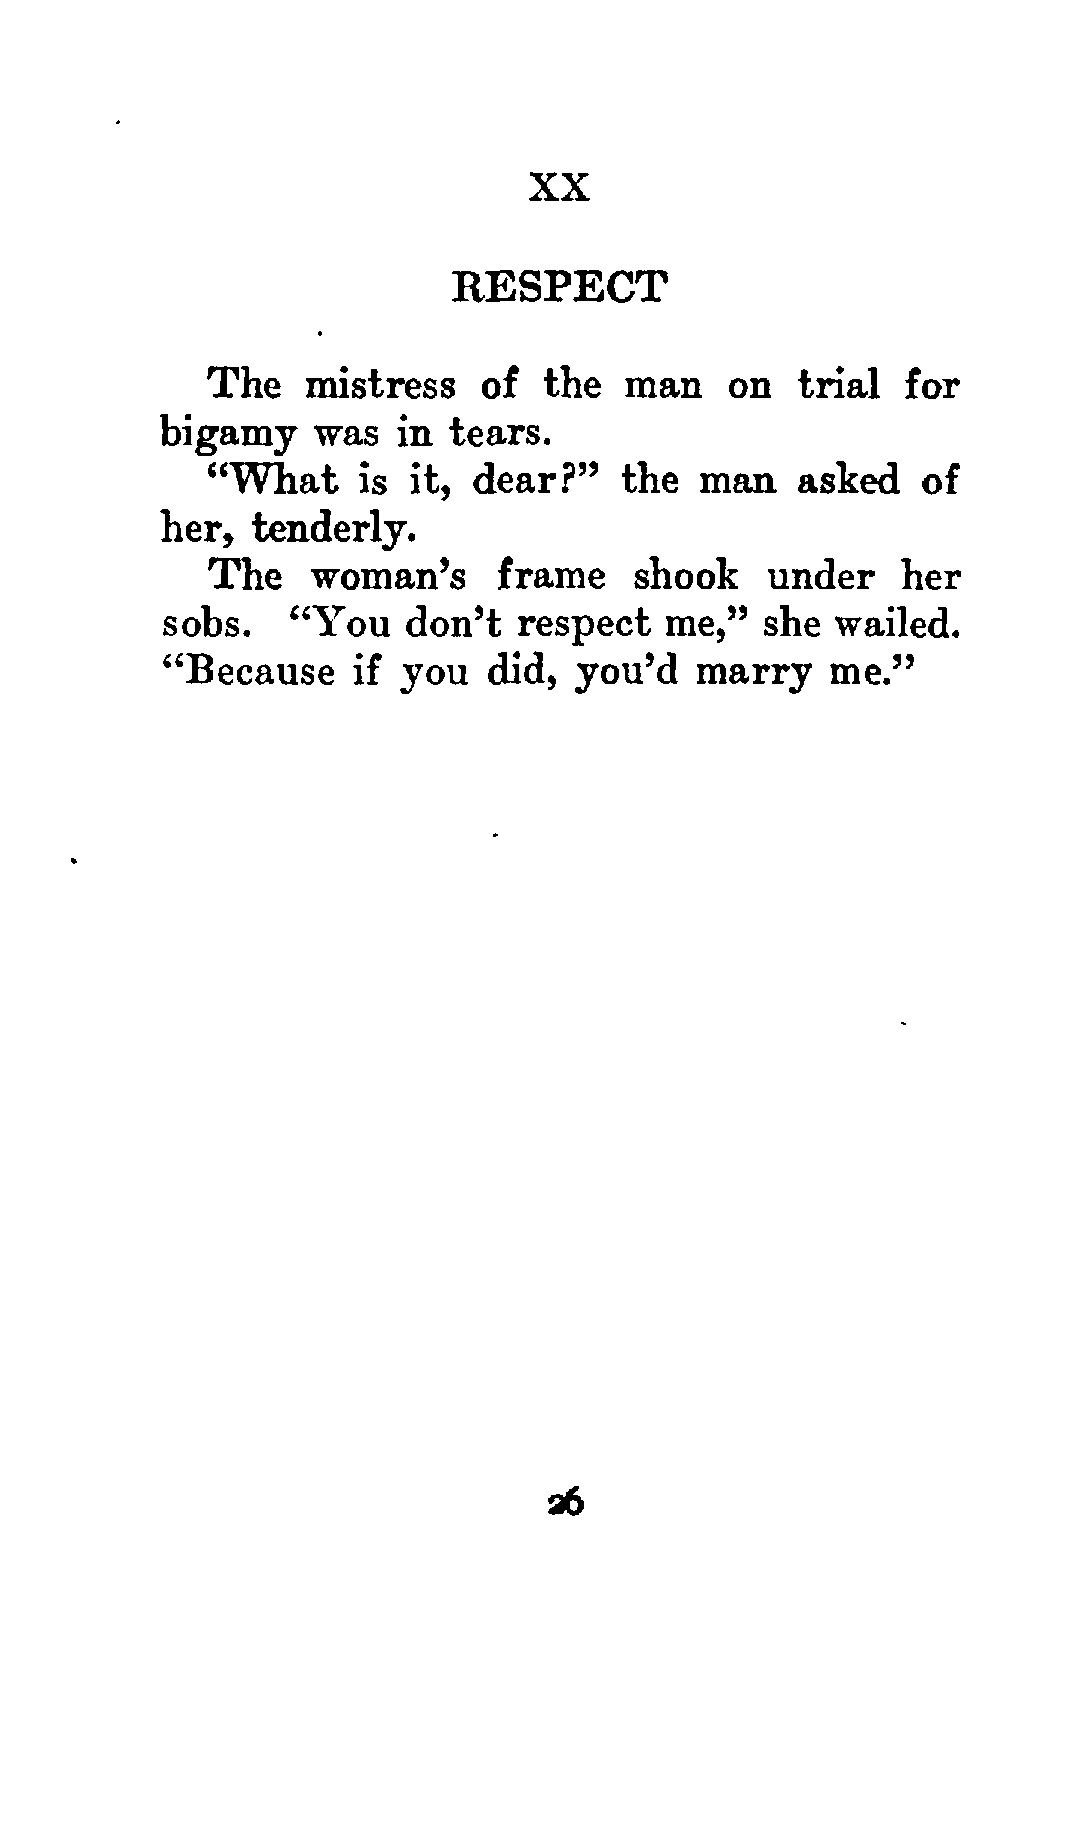 XX
RESPECT
The mistress of the man on trial for
bigamy was in tears.
“What is it, dear?” the man asked of
her, tenderly.
The woman’s frame shook under her
sobs. “You don’t respect me,” she wailed.
“Because if you did, you’d marry me.”
26